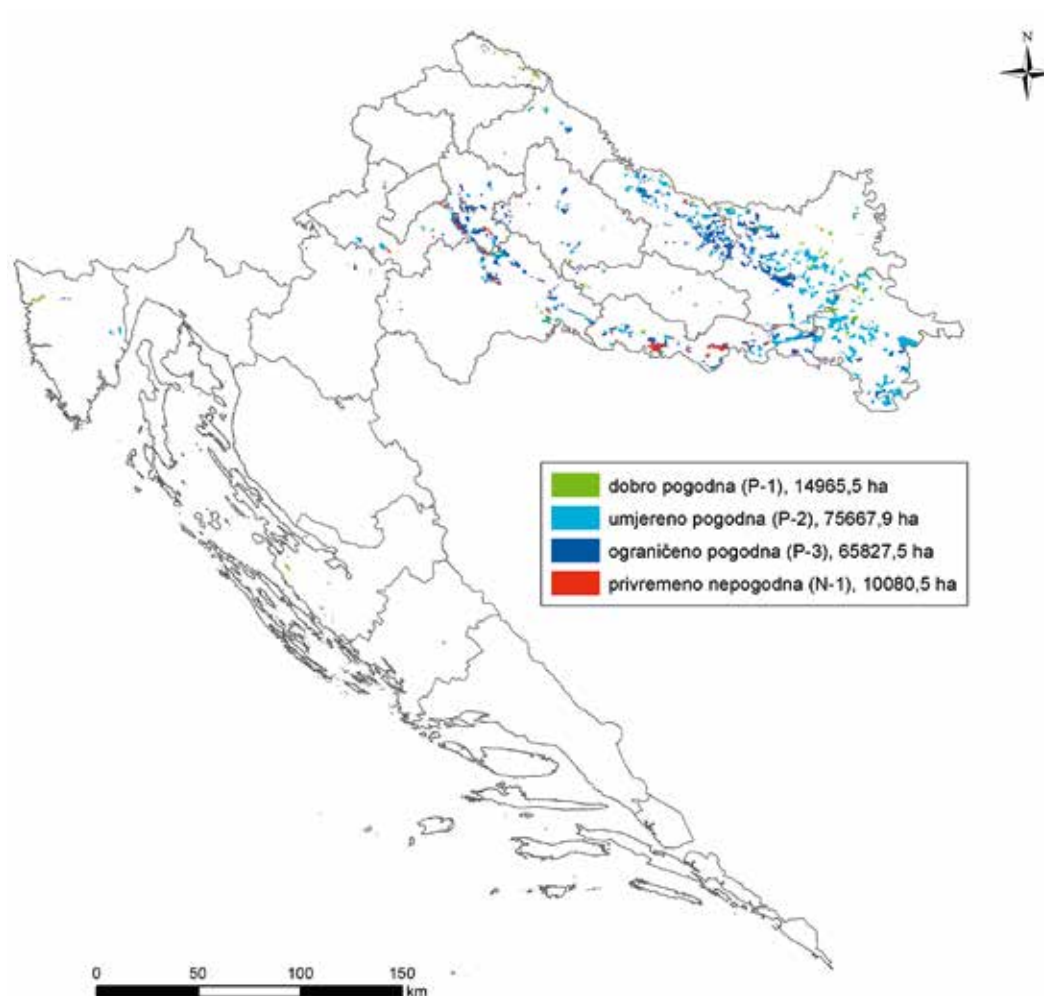 N
dobro pogodna (P-1), 14965,5 ha
umjereno pogodna (P-2), 75667,9 ha
ograničeno pogodna (P-3), 65827,5 ha
privremeno nepogodna (N-1), 10080,5 ha
0 50 100 150
km